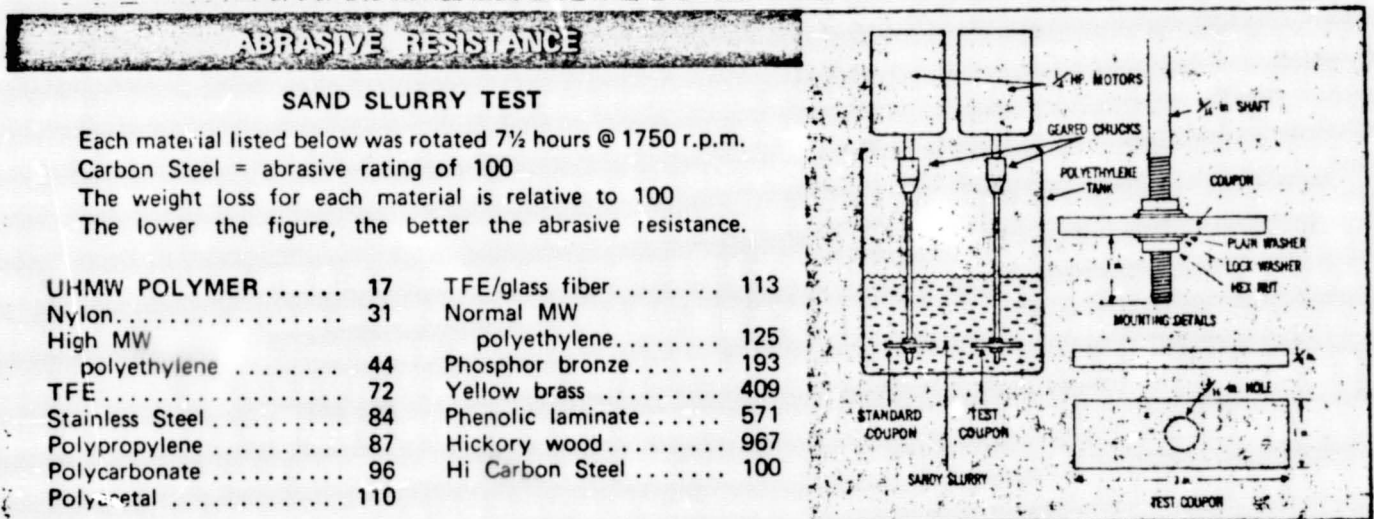 ABRASIVE RESISTANCE
SAND SLURRY TEST
Each material listed below was rotated 7½ hours @ 1750 r.p.m.
Carbon Steel = abrasive rating of 100
The weight loss for each material is relative to 100
The lower the figure, the better the abrasive resistance.
UHMW POLYMER ....... 17
Nylon................. 31
High MW
polyethylene ......... 44
TFE ................. 72
Stainless Steel......... 84
Polypropylene ........ 87
Polycarbonate ........ 96
Polyacetal ........... 110
TFE/glass fiber......... 113
Normal MW
polyethylene......... 125
Phosphor bronze....... 193
Yellow brass ......... 409
Phenolic laminate...... 571
Hickory wood......... 967
Hi Carbon Steel ...... 100
HP. MOTORS
GEARED CHUCKS
POLYETHYLENE
TANK
STANDARD
COUPON
TEST
COUPON
SANDY SLURRY
in SHAFT
COUPON
PLAIN WASHER
LOCK WASHER
HEX NUT
MOUNTING DETAILS
in. HOLE
3 in.
TEST COUPON